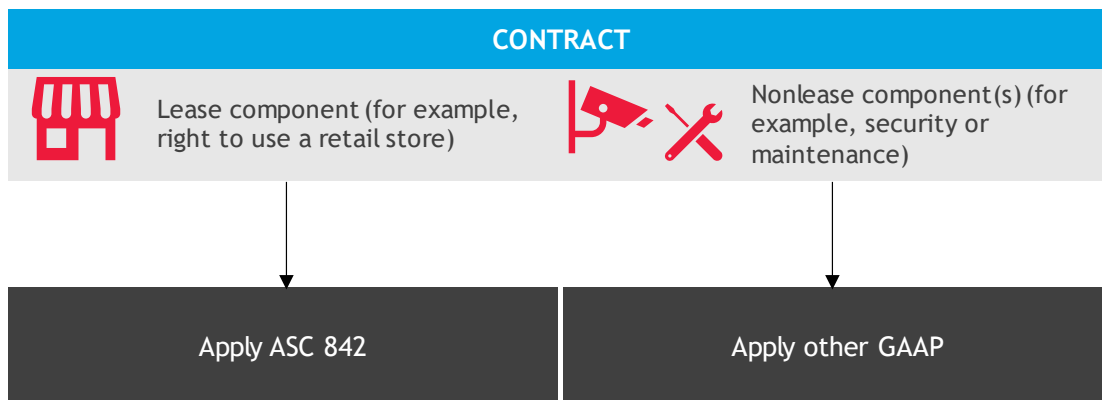 CONTRACT
Lease component (for example,
right to use a retail store)
Nonlease component(s) (for
example, security or
maintenance)
Apply ASC 842
Apply other GAAP